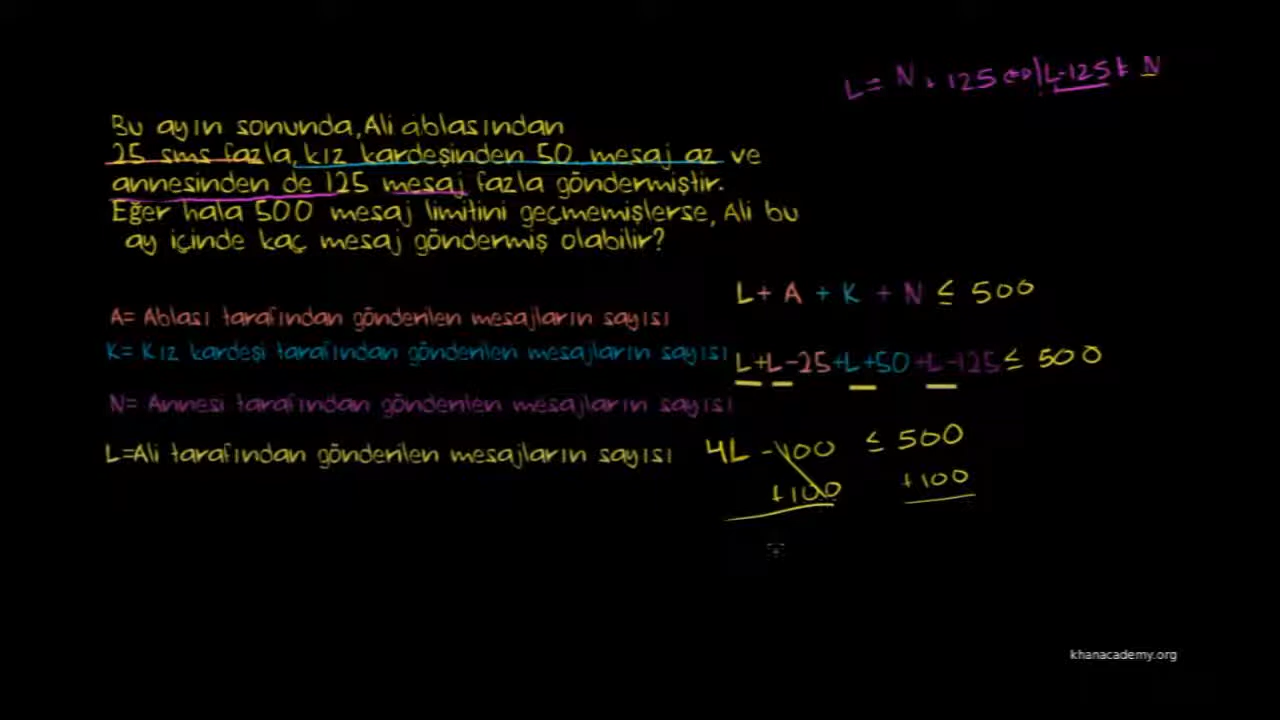 L = N + 125 ⇔ L-125 = N
Bu ayın sonunda, Ali ablasından
25 sms fazla, kız kardeşinden 50 mesaj az ve
annesinden de 125 mesaj fazla göndermiştir.
Eğer hala 500 mesaj limitini geçmemişlerse, Ali bu
ay içinde kaç mesaj göndermiş olabilir?
L+ A + K + N ≤ 500
A= Ablası tarafından gönderilen mesajların sayısı
K= Kız kardeşi tarafından gönderilen mesajların sayısı
L+L-25+L+50+L-125 ≤ 500
N= Annesi tarafından gönderilen mesajların sayısı
L=Ali tarafından gönderilen mesajların sayısı
4L -100 ≤ 500
+100 +100
khanacademy.org